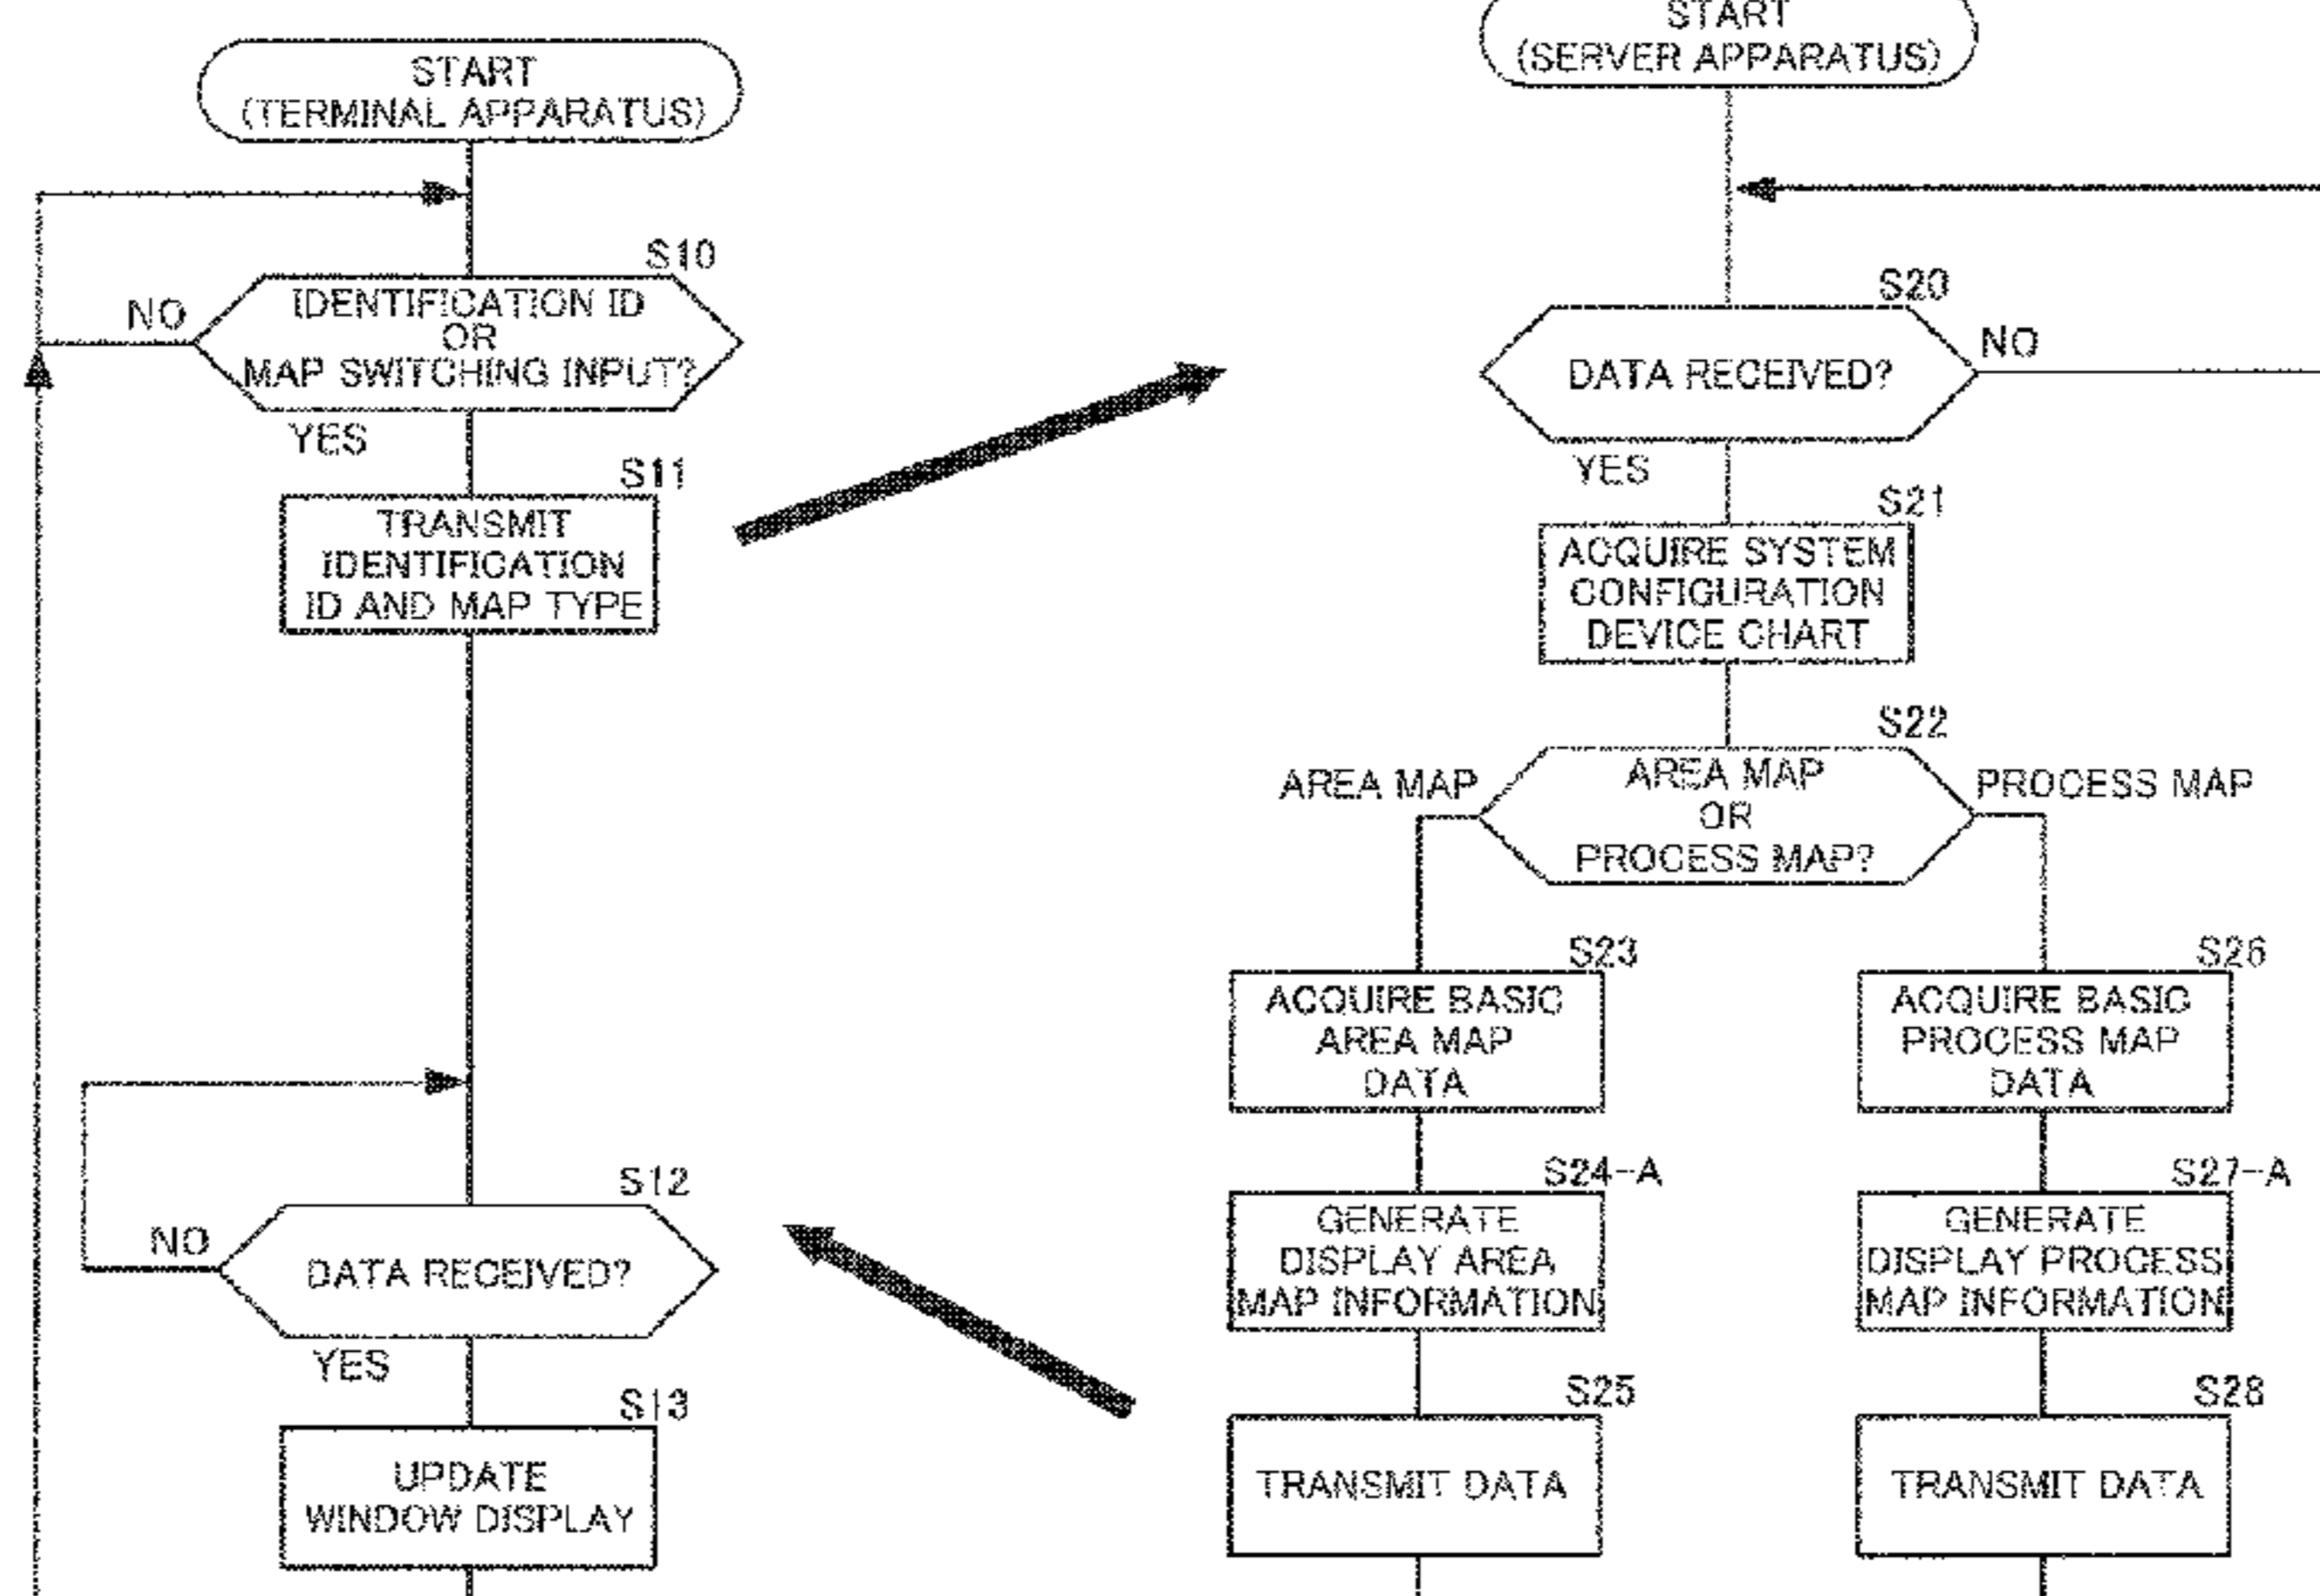 START
(TERMINAL APPARATUS)
S10
IDENTIFICATION ID
OR
MAP SWITCHING INPUT?
NO
YES
S11
TRANSMIT
IDENTIFICATION
ID AND MAP TYPE
S12
DATA RECEIVED?
NO
YES
S13
UPDATE
WINDOW DISPLAY
START
(SERVER APPARATUS)
S20
DATA RECEIVED?
NO
YES
S21
ACQUIRE SYSTEM
CONFIGURATION
DEVICE CHART
S22
AREA MAP
OR
PROCESS MAP?
AREA MAP
PROCESS MAP
S23
ACQUIRE BASIC
AREA MAP
DATA
S24-A
GENERATE
DISPLAY AREA
MAP INFORMATION
S25
TRANSMIT DATA
S26
ACQUIRE BASIC
PROCESS MAP
DATA
S27-A
GENERATE
DISPLAY PROCESS
MAP INFORMATION
S28
TRANSMIT DATA